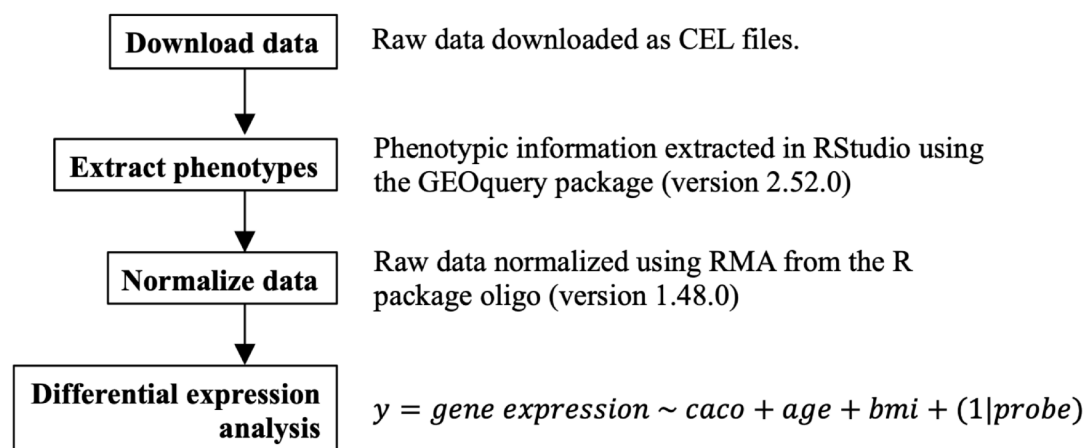 Download data
Raw data downloaded as CEL files.
Extract phenotypes
Phenotypic information extracted in RStudio using
the GEOquery package (version 2.52.0)
Normalize data
Raw data normalized using RMA from the R
package oligo (version 1.48.0)
Differential expression
analysis
y = gene expression ~ caco + age + bmi + (1|probe)